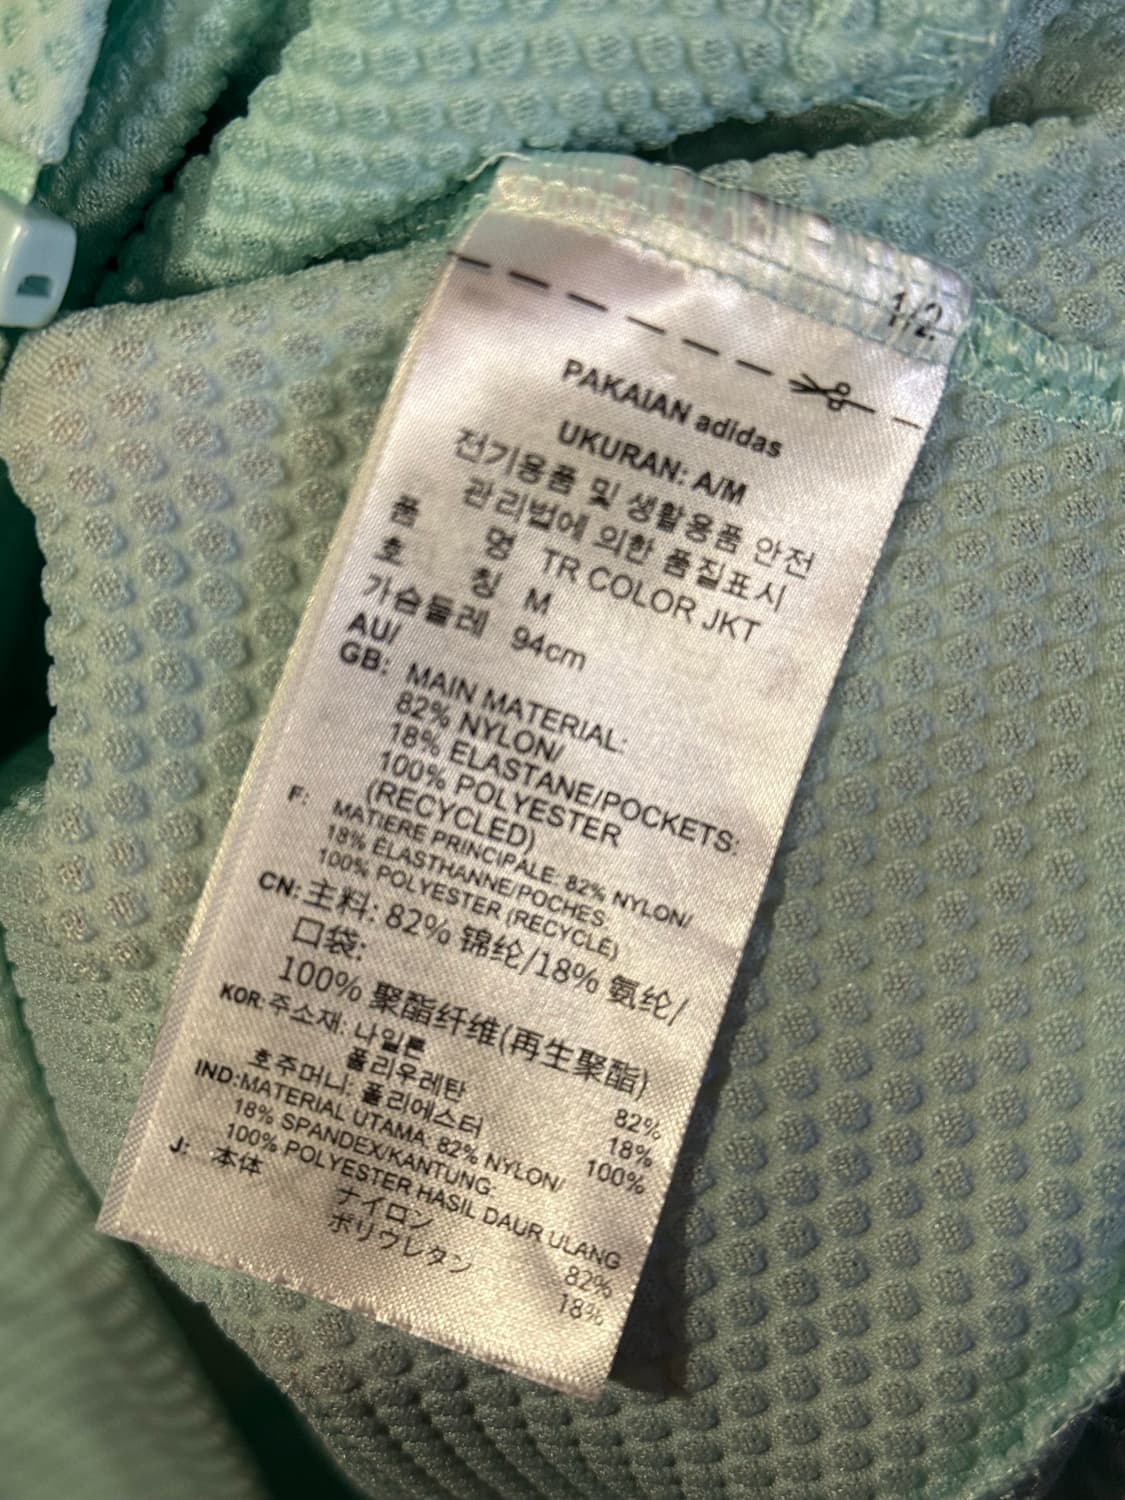 1/2.
PAKAIAN adidas
UKURAN: A/M
전기용품 및 생활용품 안전
관리법에 의한 품질표시
품 명 TR COLOR JKT
호 칭 M
가슴둘레 94cm
AU/
GB: MAIN MATERIAL:
82% NYLON/
18% ELASTANE/POCKETS:
100% POLYESTER
(RECYCLED)
F: MATIERE PRINCIPALE: 82% NYLON/
18% ELASTHANNE/POCHES:
100% POLYESTER (RECYCLE)
CN: 主料: 82% 锦纶/18% 氨纶/
口袋:
100% 聚酯纤维(再生聚酯)
KOR: 주소재: 나일론 82%
폴리우레탄 18%
호주머니: 폴리에스터 100%
IND:MATERIAL UTAMA: 82% NYLON/
18% SPANDEX/KANTUNG:
100% POLYESTER HASIL DAUR ULANG
J: 本体
ナイロン 82%
ポリウレタン 18%